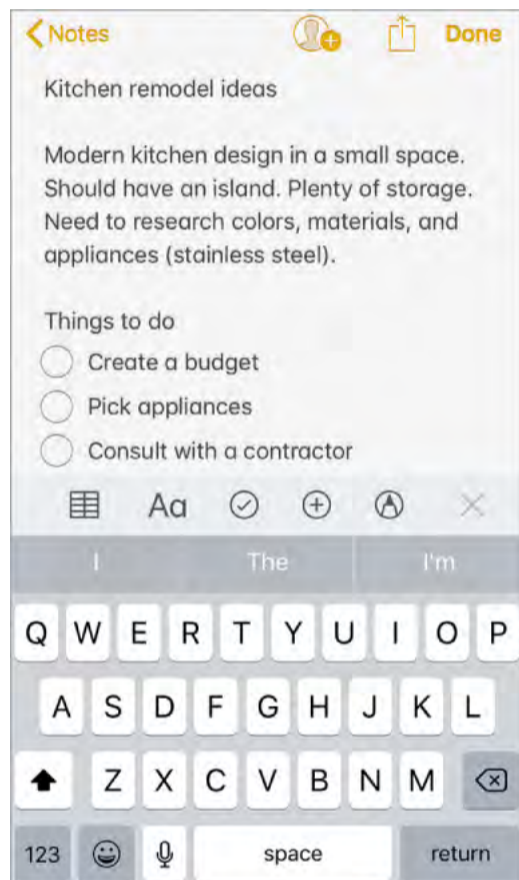 Notes Done
Kitchen remodel ideas
Modern kitchen design in a small space.
Should have an island. Plenty of storage.
Need to research colors, materials, and
appliances (stainless steel).
Things to do
Create a budget
Pick appliances
Consult with a contractor
Aa
I The I'm
Q W E R T Y U I O P
A S D F G H J K L
Z X C V B N M
123 space return